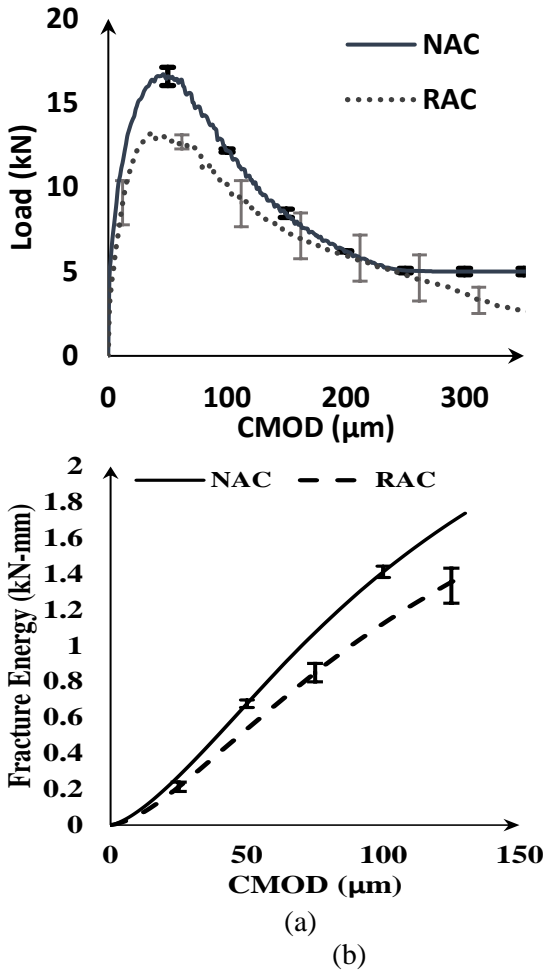 20
NAC
15
RAC
Load (kN)
10
5
0
0 100 200 300
CMOD (μm)
2
NAC RAC
1.8
1.6
1.4
1.2
1
0.8
0.6
0.4
0.2
0
Fracture Energy (kN-mm)
0 50 100 150
CMOD (μm)
(a)
(b)